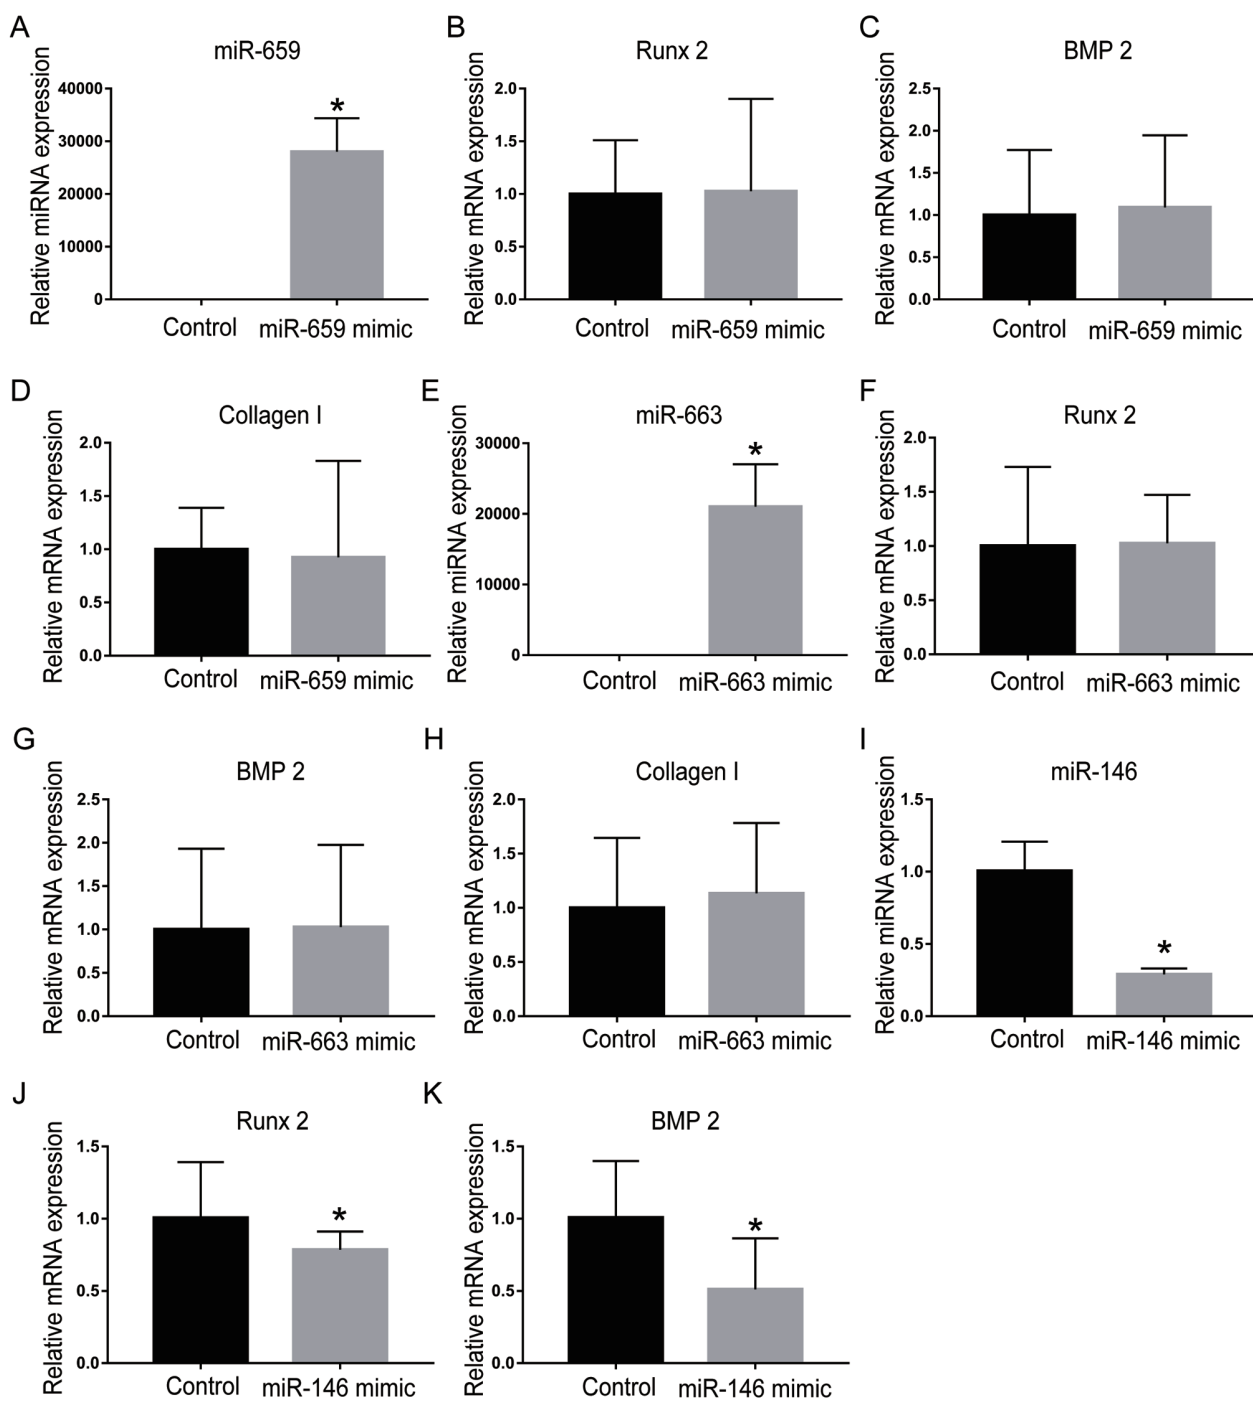 A
miR-659
Relative miRNA expression
40000
30000
20000
10000
0
*
Control
miR-659 mimic
B
Runx 2
Relative mRNA expression
2.0
1.5
1.0
0.5
0.0
Control
miR-659 mimic
C
BMP 2
Relative mRNA expression
2.5
2.0
1.5
1.0
0.5
0.0
Control
miR-659 mimic
D
Collagen I
Relative mRNA expression
2.0
1.5
1.0
0.5
0.0
Control
miR-659 mimic
E
miR-663
Relative miRNA expression
30000
20000
10000
0
*
Control
miR-663 mimic
F
Runx 2
Relative mRNA expression
2.0
1.5
1.0
0.5
0.0
Control
miR-663 mimic
G
BMP 2
Relative mRNA expression
2.5
2.0
1.5
1.0
0.5
0.0
Control
miR-663 mimic
H
Collagen I
Relative mRNA expression
2.0
1.5
1.0
0.5
0.0
Control
miR-663 mimic
I
miR-146
Relative miRNA expression
1.5
1.0
0.5
0.0
*
Control
miR-146 mimic
J
Runx 2
Relative mRNA expression
1.5
1.0
0.5
0.0
*
Control
miR-146 mimic
K
BMP 2
Relative mRNA expression
1.5
1.0
0.5
0.0
*
Control
miR-146 mimic